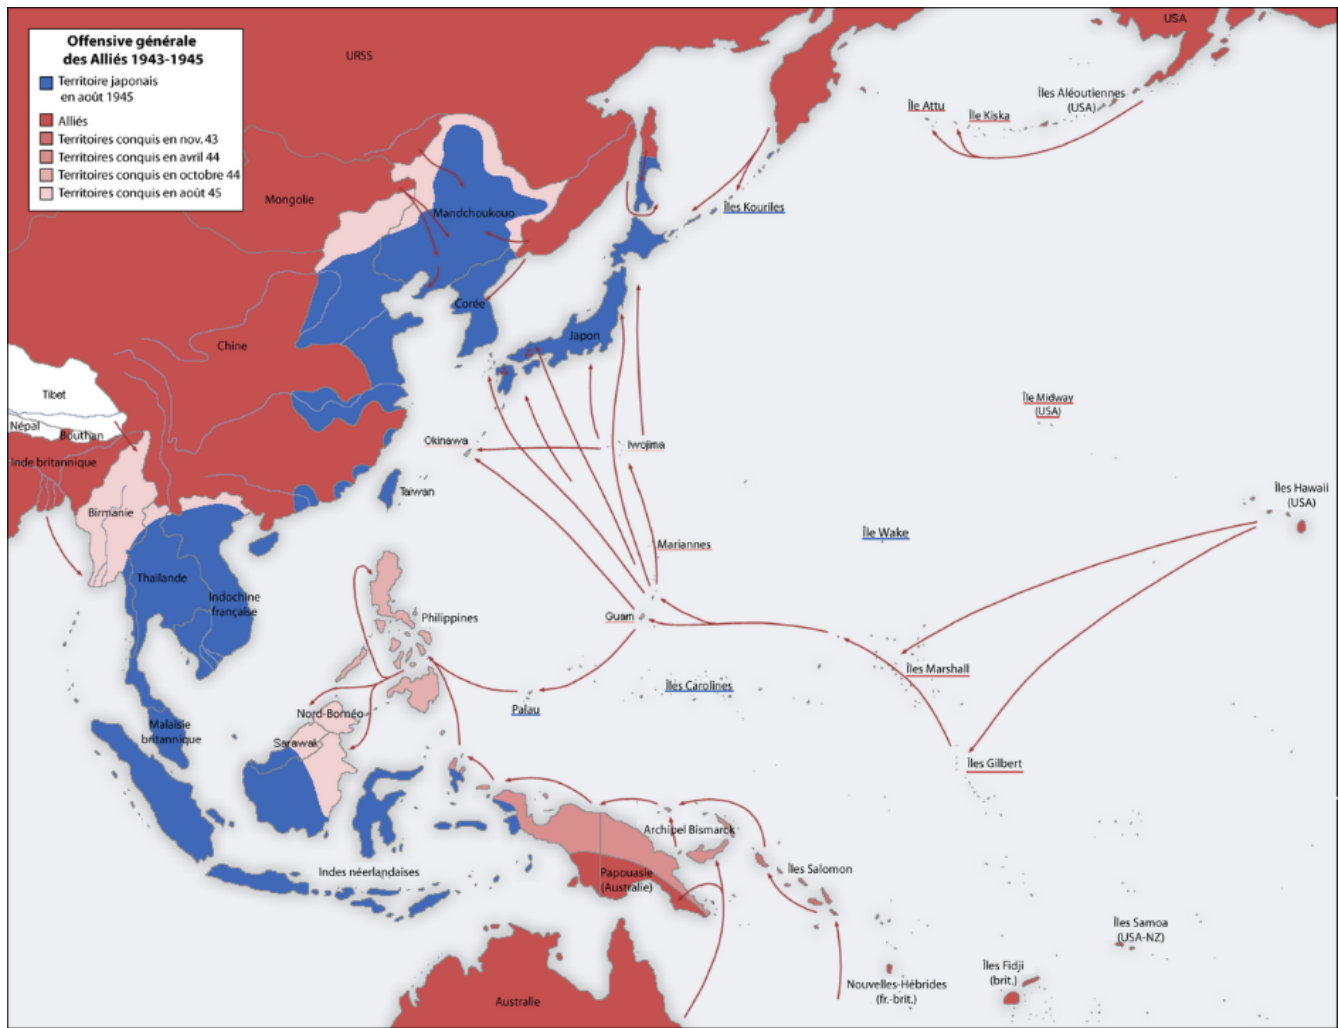 Offensive générale
des Alliés 1943-1945
Territoire japonais
en août 1945
Alliés
Territoires conquis en nov. 43
Territoires conquis en avril 44
Territoires conquis en octobre 44
Territoires conquis en août 45
URSS
USA
Îles Aléoutiennes
(USA)
Île Attu
Île Kiska
Mongolie
Mandchoukouo
Îles Kouriles
Corée
Japon
Chine
Tibet
Népal
Bouthan
Inde britannique
Île Midway
(USA)
Okinawa
Iwojima
Taiwan
Îles Hawaii
(USA)
Birmanie
Île Wake
Mariannes
Thaïlande
Indochine
française
Philippines
Guam
Îles Marshall
Îles Carolines
Palau
Nord-Bornéo
Malaisie
britannique
Sarawak
Îles Gilbert
Archipel Bismarck
Indes néerlandaises
Papouasie
(Australie)
Îles Salomon
Îles Samoa
(USA-NZ)
Îles Fidji
(brit.)
Nouvelles-Hébrides
(fr.-brit.)
Australie